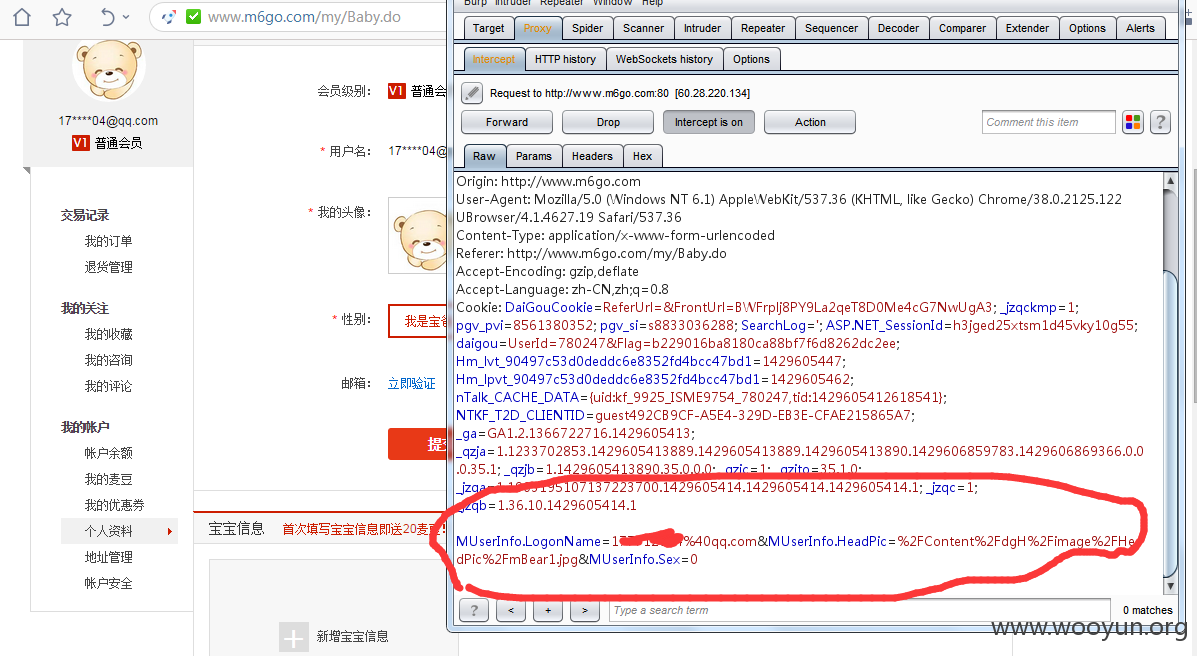 www.m6go.com/my/Baby.do
17****04@qq.com
V1 普通会员
交易记录
我的订单
退货管理
我的关注
我的收藏
我的咨询
我的评论
我的帐户
帐户余额
我的麦豆
我的优惠券
个人资料
地址管理
帐户安全
会员级别： V1 普通会
* 用户名： 17****04@
* 我的头像：
* 性别： 我是宝爸
邮箱： 立即验证
提交
宝宝信息 首次填写宝宝信息即送20麦豆!
新增宝宝信息
Burp Intruder Repeater Window Help
Target Proxy Spider Scanner Intruder Repeater Sequencer Decoder Comparer Extender Options Alerts
Intercept HTTP history WebSockets history Options
Request to http://www.m6go.com:80 [60.28.220.134]
Forward Drop Intercept is on Action Comment this item ?
Raw Params Headers Hex
Origin: http://www.m6go.com
User-Agent: Mozilla/5.0 (Windows NT 6.1) AppleWebKit/537.36 (KHTML, like Gecko) Chrome/38.0.2125.122
UBrowser/4.1.4627.19 Safari/537.36
Content-Type: application/x-www-form-urlencoded
Referer: http://www.m6go.com/my/Baby.do
Accept-Encoding: gzip,deflate
Accept-Language: zh-CN,zh;q=0.8
Cookie: DaiGouCookie=ReferUrl=&FrontUrl=BWFrplj8PY9La2qeT8D0Me4cG7NwUgA3; _jzqckmp=1;
pgv_pvi=8561380352; pgv_si=s8833036288; SearchLog='; ASP.NET_SessionId=h3jged25xtsm1d45vky10g55;
daigou=UserId=780247&Flag=b229016ba8180ca88bf7f6d8262dc2ee;
Hm_lvt_90497c53d0deddc6e8352fd4bcc47bd1=1429605447;
Hm_lpvt_90497c53d0deddc6e8352fd4bcc47bd1=1429605462;
nTalk_CACHE_DATA={uid:kf_9925_ISME9754_780247,tid:1429605412618541};
NTKF_T2D_CLIENTID=guest492CB9CF-A5E4-329D-EB3E-CFAE215865A7;
_ga=GA1.2.1366722716.1429605413;
_qzja=1.1233702853.1429605413889.1429605413889.1429605413890.1429606859783.1429606869366.0.0
.0.35.1; _qzjb=1.1429605413890.35.0.0.0; _qzjc=1; _qzjto=35.1.0;
_jzqc=1;
_jzqb=1.36.10.1429605414.1
MUserInfo.LogonName= %40qq.com&MUserInfo.HeadPic=%2FContent%2FdgH%2Fimage%2FHe
dPic%2FmBear1.jpg&MUserInfo.Sex=0
? < + > Type a search term 0 matches
www.wooyun.org